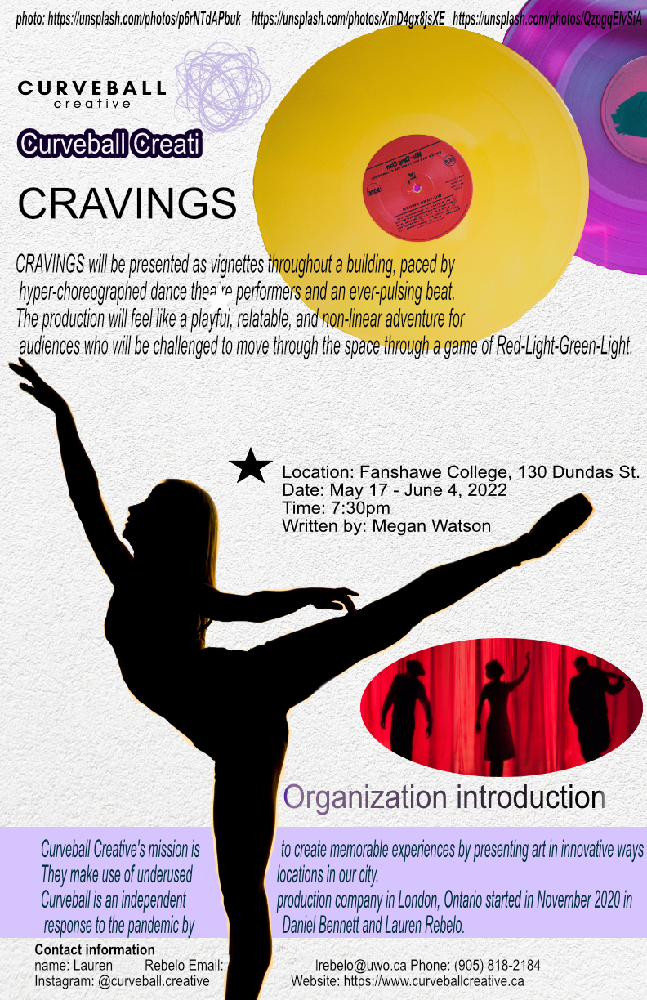 photo: https://unsplash.com/photos/p6rNTdAPbuk https://unsplash.com/photos/XmD4gx8jsXE https://unsplash.com/photos/QzpgqElvSiA
CURVEBALL
creative
Curveball Creati
CRAVINGS
CRAVINGS will be presented as vignettes throughout a building, paced by
hyper-choreographed dance theatre performers and an ever-pulsing beat.
The production will feel like a playful, relatable, and non-linear adventure for
audiences who will be challenged to move through the space through a game of Red-Light-Green-Light.
Location: Fanshawe College, 130 Dundas St.
Date: May 17 - June 4, 2022
Time: 7:30pm
Written by: Megan Watson
Organization introduction
Curveball Creative's mission is to create memorable experiences by presenting art in innovative ways
They make use of underused locations in our city.
Curveball is an independent production company in London, Ontario started in November 2020 in
response to the pandemic by Daniel Bennett and Lauren Rebelo.
Contact information
name: Lauren Rebelo Email: lrebelo@uwo.ca Phone: (905) 818-2184
Instagram: @curveball.creative Website: https://www.curveballcreative.ca